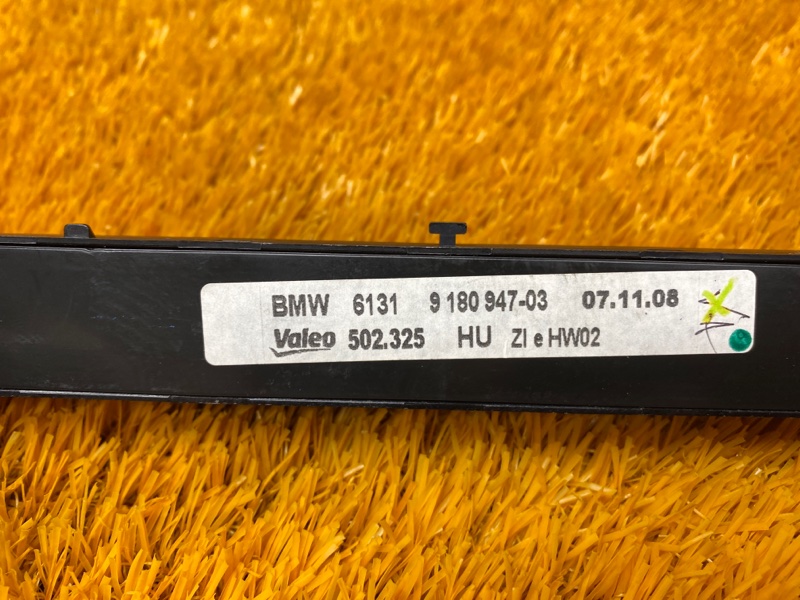 BMW 6131 9 180 947-03 07.11.08
Valeo 502.325 HU ZI e HW02